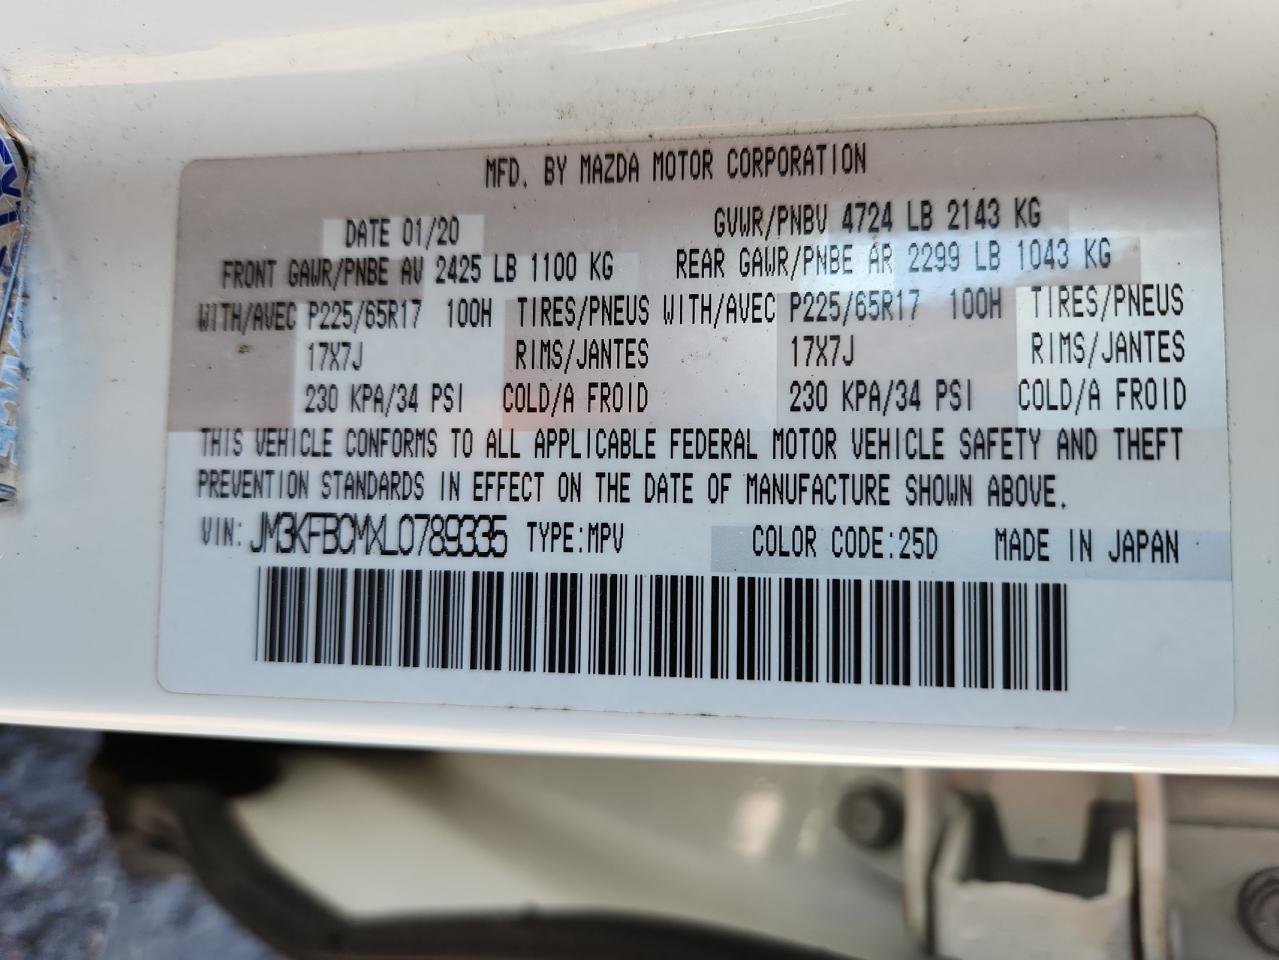 MFD. BY MAZDA MOTOR CORPORATION
DATE 01/20 GVWR/PNBV 4724 LB 2143 KG
FRONT GAWR/PNBE AV 2425 LB 1100 KG REAR GAWR/PNBE AR 2299 LB 1043 KG
WITH/AVEC P225/65R17 100H TIRES/PNEUS WITH/AVEC P225/65R17 100H TIRES/PNEUS
17X7J RIMS/JANTES 17X7J RIMS/JANTES
230 KPA/34 PSI COLD/A FROID 230 KPA/34 PSI COLD/A FROID
THIS VEHICLE CONFORMS TO ALL APPLICABLE FEDERAL MOTOR VEHICLE SAFETY AND THEFT
PREVENTION STANDARDS IN EFFECT ON THE DATE OF MANUFACTURE SHOWN ABOVE.
VIN: JM3KFBCMXL0789335 TYPE:MPV COLOR CODE:25D MADE IN JAPAN